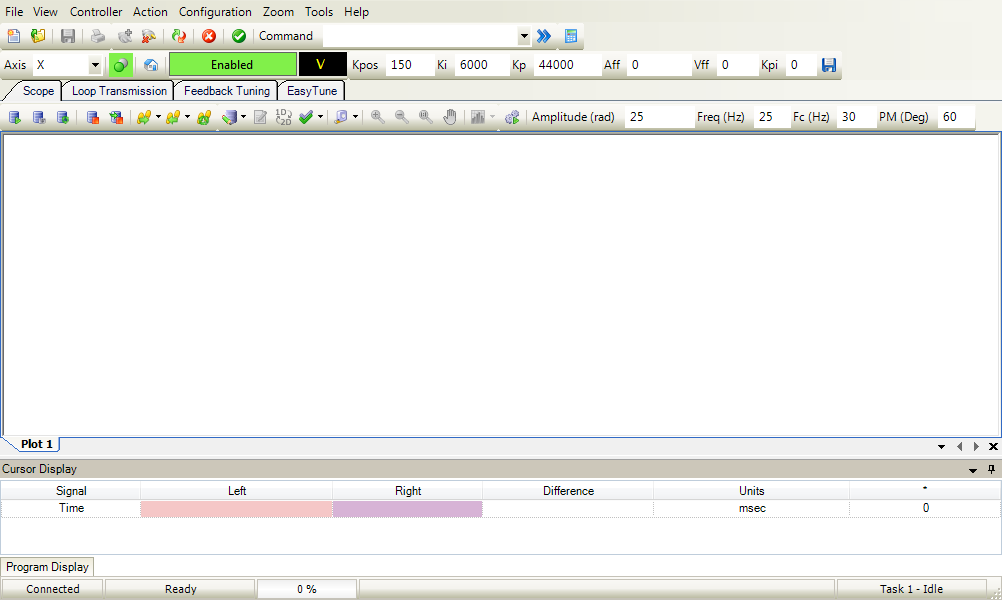 File View Controller Action Configuration Zoom Tools Help
Command
Axis X Enabled V Kpos 150 Ki 6000 Kp 44000 Aff 0 Vff 0 Kpi 0
Scope Loop Transmission Feedback Tuning EasyTune
1D 2D Amplitude (rad) 25 Freq (Hz) 25 Fc (Hz) 30 PM (Deg) 60
Plot 1
Cursor Display
Signal Left Right Difference Units *
Time msec 0
Program Display
Connected Ready 0 % Task 1 - Idle